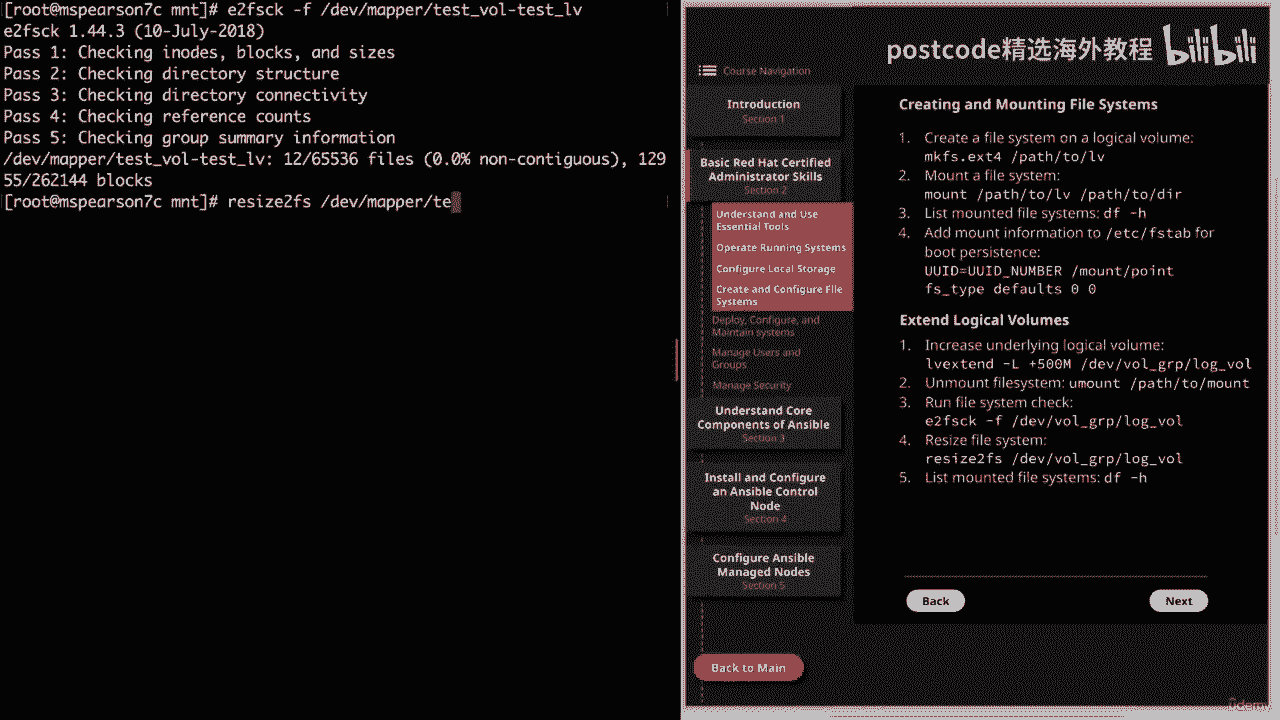 [root@mspearson7c mnt]# e2fsck -f /dev/mapper/test_vol-test_lv
e2fsck 1.44.3 (10-July-2018)
Pass 1: Checking inodes, blocks, and sizes
Pass 2: Checking directory structure
Pass 3: Checking directory connectivity
Pass 4: Checking reference counts
Pass 5: Checking group summary information
/dev/mapper/test_vol-test_lv: 12/65536 files (0.0% non-contiguous), 129
55/262144 blocks
[root@mspearson7c mnt]# resize2fs /dev/mapper/te
postcode精选海外教程 bilibili
Course Navigation
Introduction
Section 1
Basic Red Hat Certified
Administrator Skills
Section 2
Understand and Use
Essential Tools
Operate Running Systems
Configure Local Storage
Create and Configure File
Systems
Deploy, Configure, and
Maintain systems
Manage Users and
Groups
Manage Security
Understand Core
Components of Ansible
Section 3
Install and Configure
an Ansible Control
Node
Section 4
Configure Ansible
Managed Nodes
Section 5
Back to Main
Creating and Mounting File Systems
1. Create a file system on a logical volume:
mkfs.ext4 /path/to/lv
2. Mount a file system:
mount /path/to/lv /path/to/dir
3. List mounted file systems: df -h
4. Add mount information to /etc/fstab for
boot persistence:
UUID=UUID_NUMBER /mount/point
fs_type defaults 0 0
Extend Logical Volumes
1. Increase underlying logical volume:
lvextend -L +500M /dev/vol_grp/log_vol
2. Unmount filesystem: umount /path/to/mount
3. Run file system check:
e2fsck -f /dev/vol_grp/log_vol
4. Resize file system:
resize2fs /dev/vol_grp/log_vol
5. List mounted file systems: df -h
Back
Next
ûdemy